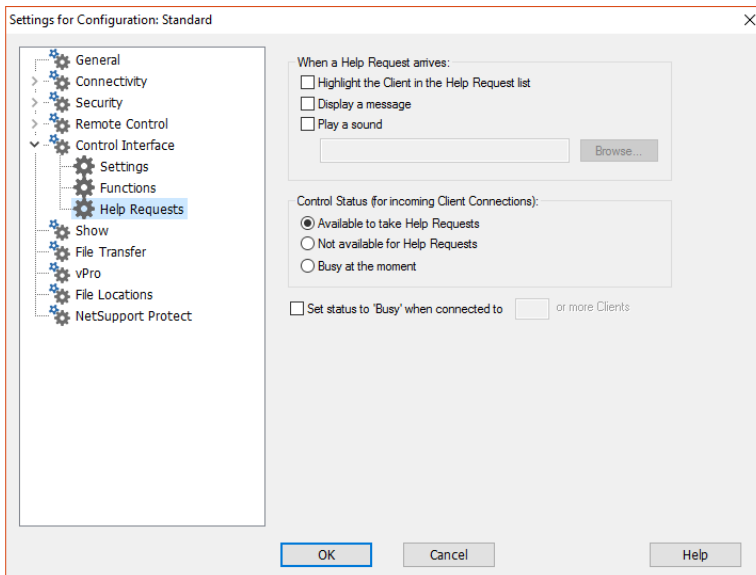 Settings for Configuration: Standard
General
Connectivity
Security
Remote Control
Control Interface
Settings
Functions
Help Requests
Show
File Transfer
vPro
File Locations
NetSupport Protect
When a Help Request arrives:
Highlight the Client in the Help Request list
Display a message
Play a sound
Browse...
Control Status (for incoming Client Connections):
Available to take Help Requests
Not available for Help Requests
Busy at the moment
Set status to 'Busy' when connected to or more Clients
OK Cancel Help